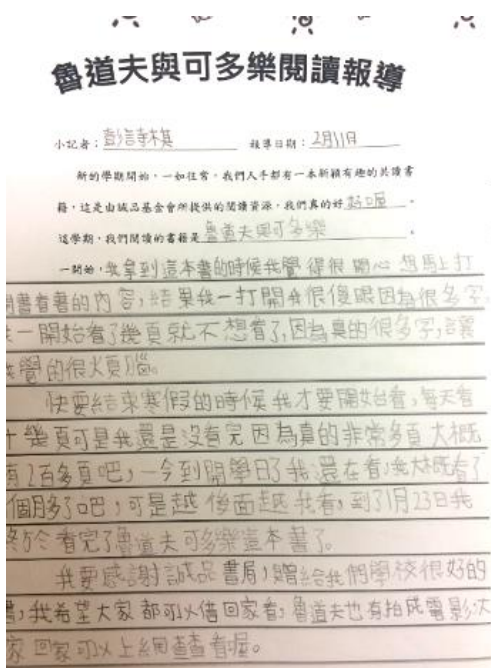 魯道夫與可多樂閱讀報導
小記者: 報導日期:2月11日
新的學期開始,一如往常,我們人手都有一本新穎有趣的共讀書
籍,這是由誠品基金會所提供的閱讀資源,我們真的好好喔。
這學期,我們閱讀的書籍是魯道夫與可多樂。
一開始,我拿到這本書的時候我覺得很開心想馬上打
書看著的內容,結果我一打開我很傻眼因為很多字,
一開始看了幾頁就不想看了,因為真的很多字,讓
覺的很火頁腦。
快要結束寒假的時候我才要開始看,每天看
十幾頁可是我還是沒看完因為真的非常多頁大概
有2百多頁吧,一今到開學日了我還在看,我大概看了
個月多了吧,可是越後面越我看,到了1月23日我
終於看完了魯道夫可多樂這本書了。
我要感謝誠品書局,贈給我們學校很好的
書,我希望大家都可以借回家看,魯道夫也有拍成電影,大
家回家可以上網查查看喔。